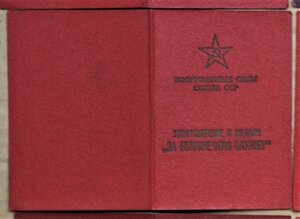 ВООРУЖЕННЫЕ СИЛЫ
СОЮЗА ССР
УДОСТОВЕРЕНИЕ К МЕДАЛИ
„ЗА БЕЗУПРЕЧНУЮ СЛУЖБУ"